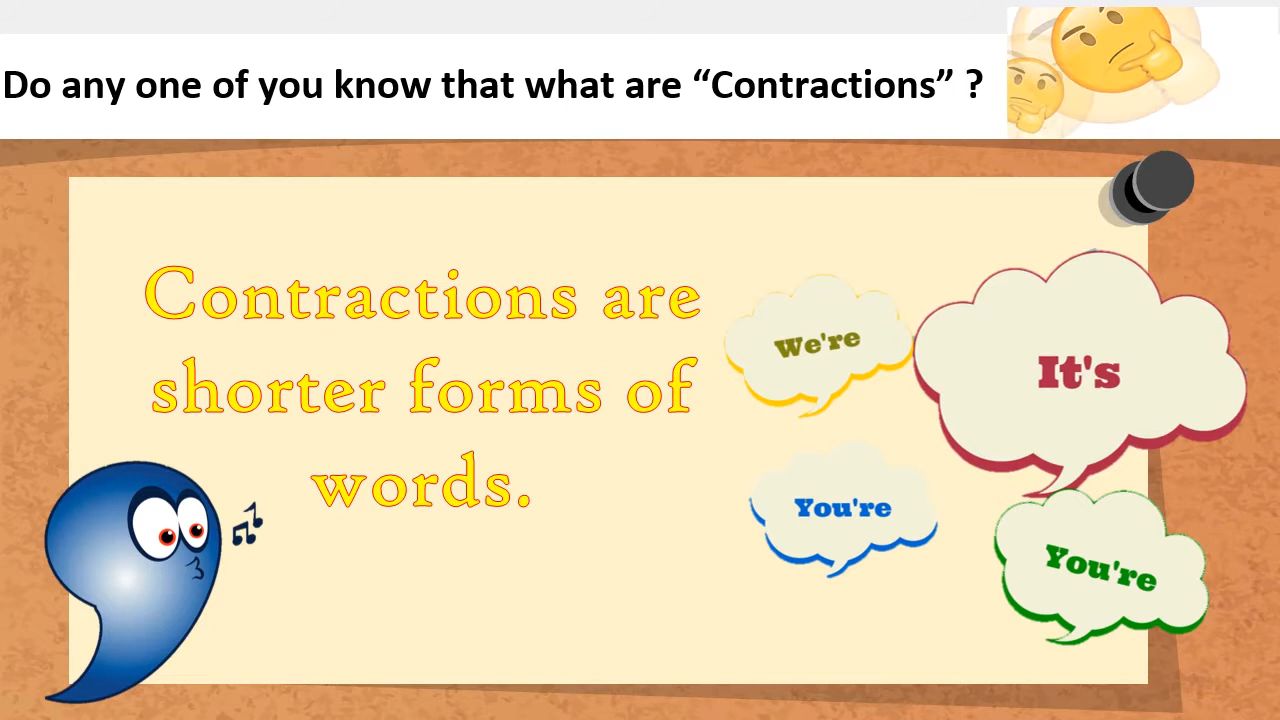 Do any one of you know that what are “Contractions” ?
Contractions are
shorter forms of
words.
We're
It's
You're
You're